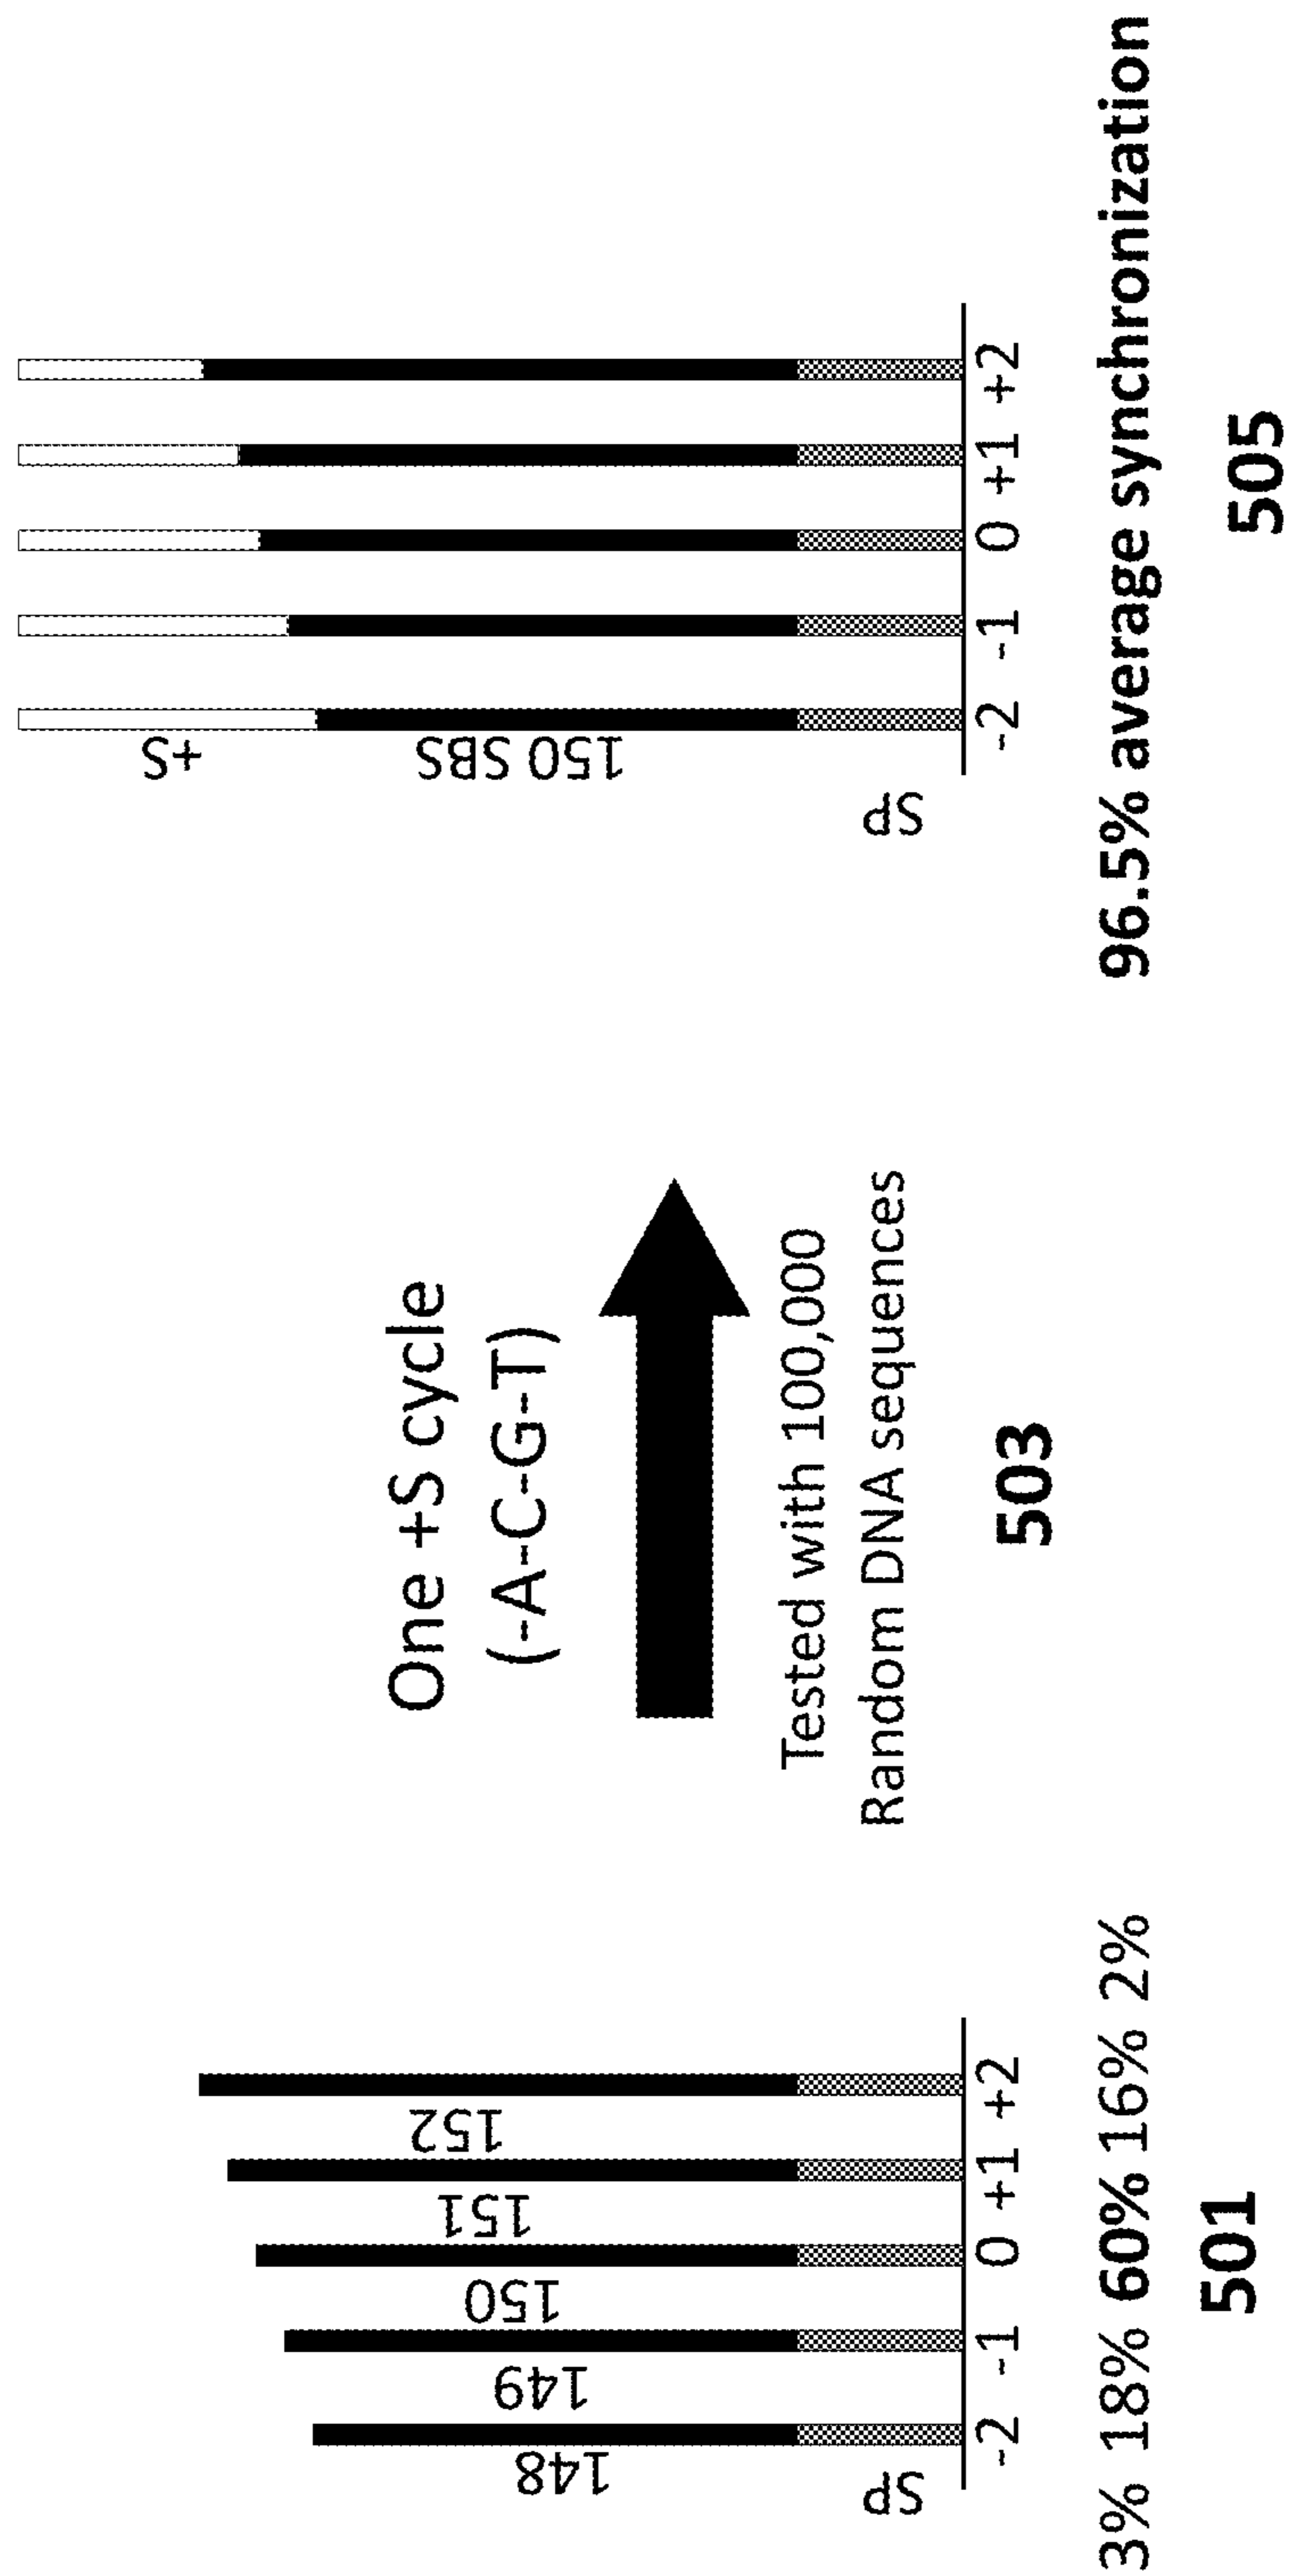 148
149
150
151
152
SP
-2 -1 0 +1 +2
3% 18% 60% 16% 2%
501
One +S cycle
(-A-C-G-T)
Tested with 100,000
Random DNA sequences
503
+S
150 SBS
SP
-2 -1 0 +1 +2
96.5% average synchronization
505